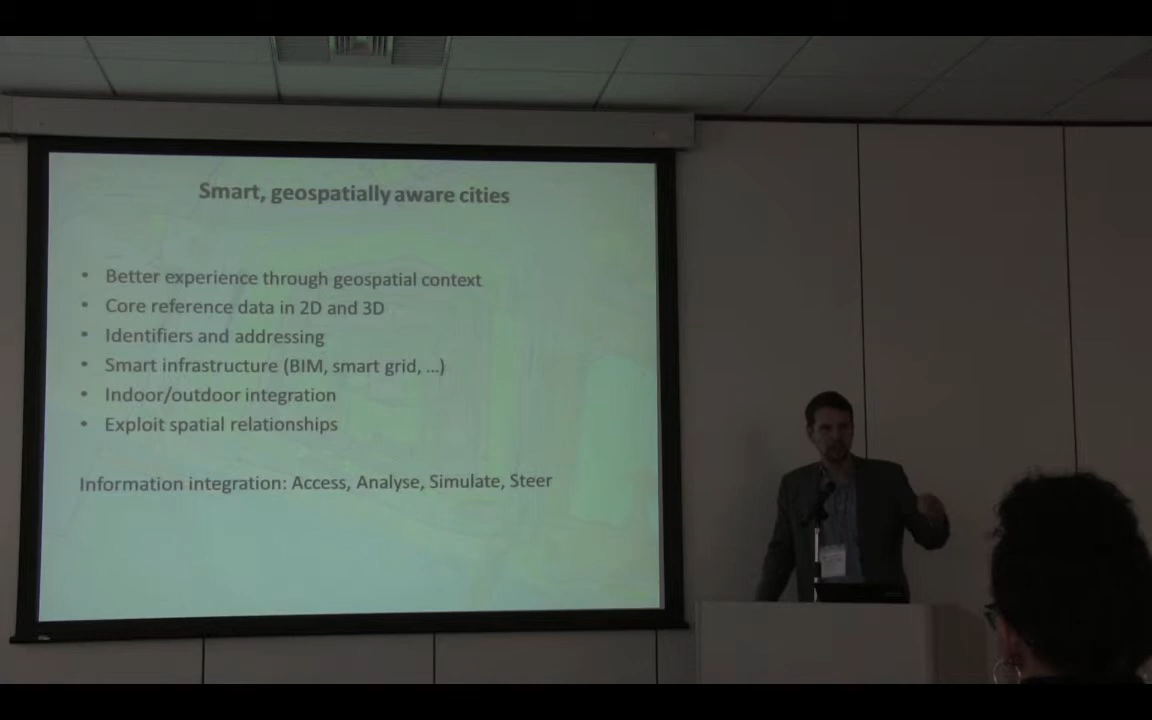 Smart, geospatially aware cities
• Better experience through geospatial context
• Core reference data in 2D and 3D
• Identifiers and addressing
• Smart infrastructure (BIM, smart grid, ...)
• Indoor/outdoor integration
• Exploit spatial relationships
Information integration: Access, Analyse, Simulate, Steer